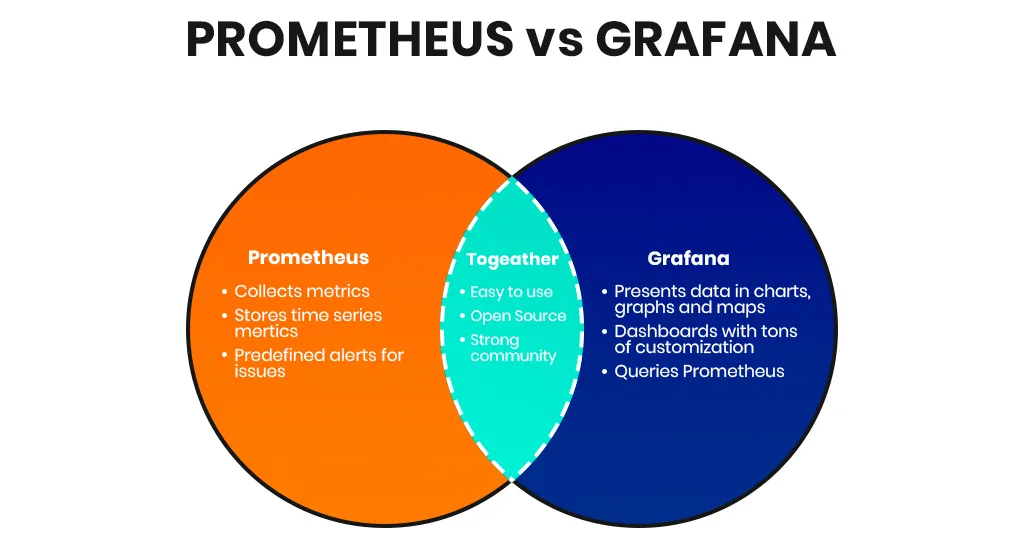 PROMETHEUS vs GRAFANA
Prometheus
• Collects metrics
• Stores time series
mertics
• Predefined alerts for
issues
Togeather
• Easy to use
• Open Source
• Strong
community
Grafana
• Presents data in charts,
graphs and maps
• Dashboards with tons
of customization
• Queries Prometheus